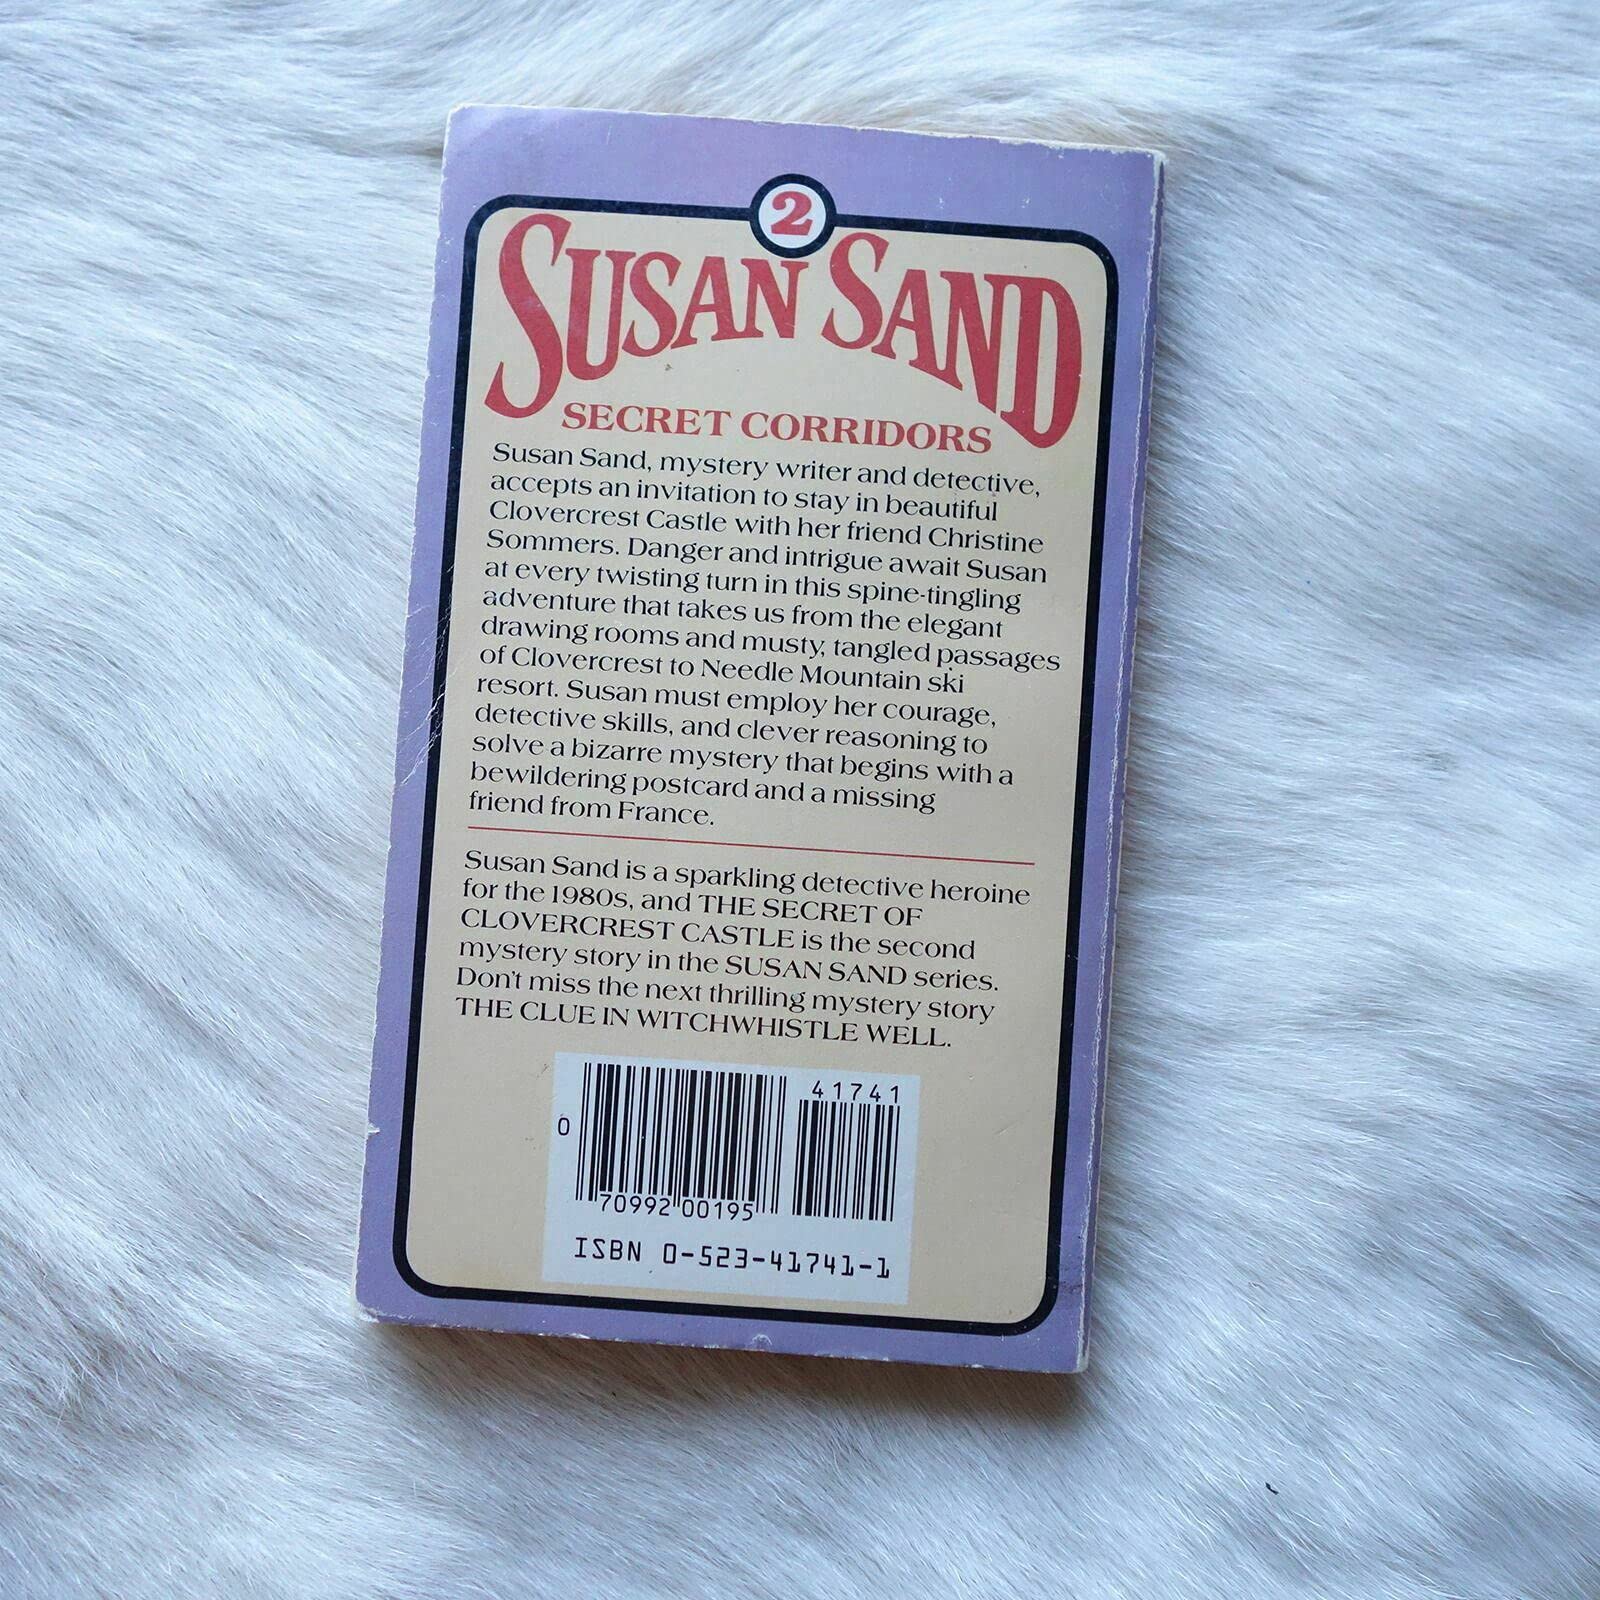 2
SUSAN SAND
SECRET CORRIDORS
Susan Sand, mystery writer and detective,
accepts an invitation to stay in beautiful
Clovercrest Castle with her friend Christine
Sommers. Danger and intrigue await Susan
at every twisting turn in this spine-tingling
adventure that takes us from the elegant
drawing rooms and musty, tangled passages
of Clovercrest to Needle Mountain ski
resort. Susan must employ her courage,
detective skills, and clever reasoning to
solve a bizarre mystery that begins with a
bewildering postcard and a missing
friend from France.
Susan Sand is a sparkling detective heroine
for the 1980s, and THE SECRET OF
CLOVERCREST CASTLE is the second
mystery story in the SUSAN SAND series.
Don't miss the next thrilling mystery story
THE CLUE IN WITCHWHISTLE WELL.
41741
0
70992 00195
ISBN 0-523-41741-1